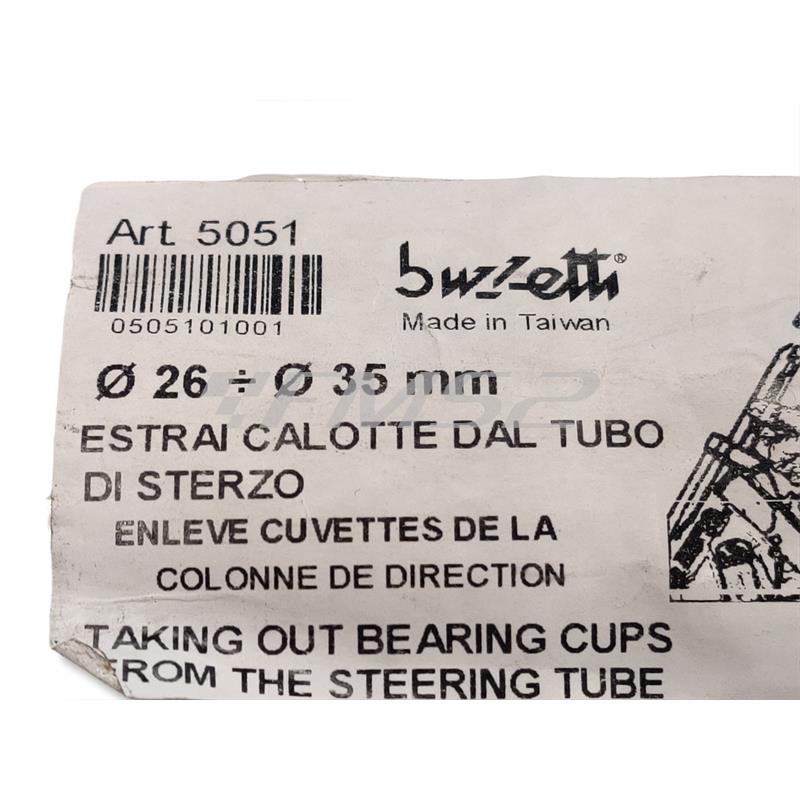 Art 5051
0505101001
buzzetti®
Made in Taiwan
Ø 26 ÷ Ø 35 mm
FMS2
ESTRAI CALOTTE DAL TUBO
DI STERZO
ENLEVE CUVETTES DE LA
COLONNE DE DIRECTION
TAKING OUT BEARING CUPS
FROM THE STEERING TUBE